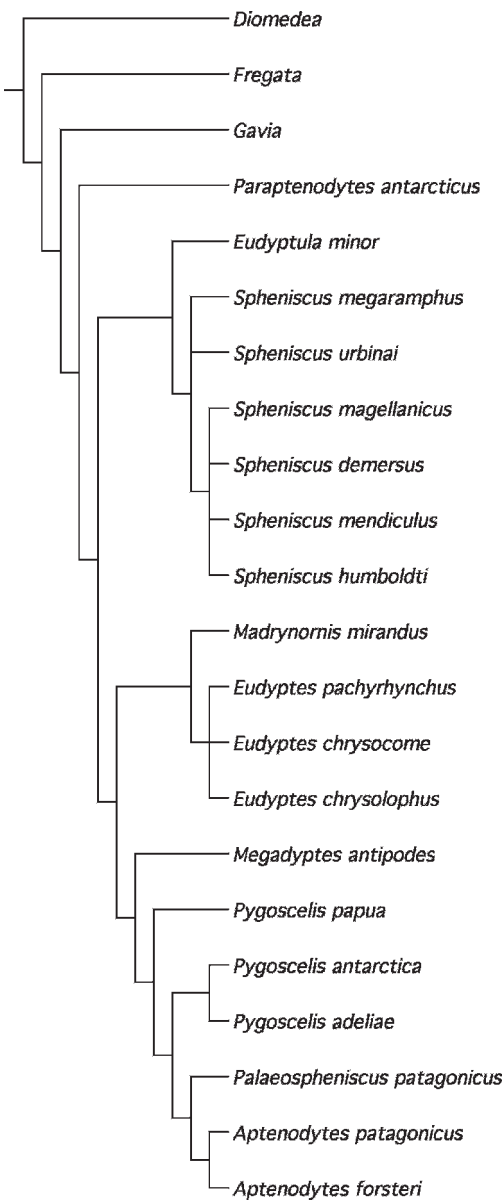 Diomedea
Fregata
Gavia
Paraptenodytes antarcticus
Eudyptula minor
Spheniscus megaramphus
Spheniscus urbinai
Spheniscus magellanicus
Spheniscus demersus
Spheniscus mendiculus
Spheniscus humboldti
Madrynornis mirandus
Eudyptes pachyrhynchus
Eudyptes chrysocome
Eudyptes chrysolophus
Megadyptes antipodes
Pygoscelis papua
Pygoscelis antarctica
Pygoscelis adeliae
Palaeospheniscus patagonicus
Aptenodytes patagonicus
Aptenodytes forsteri